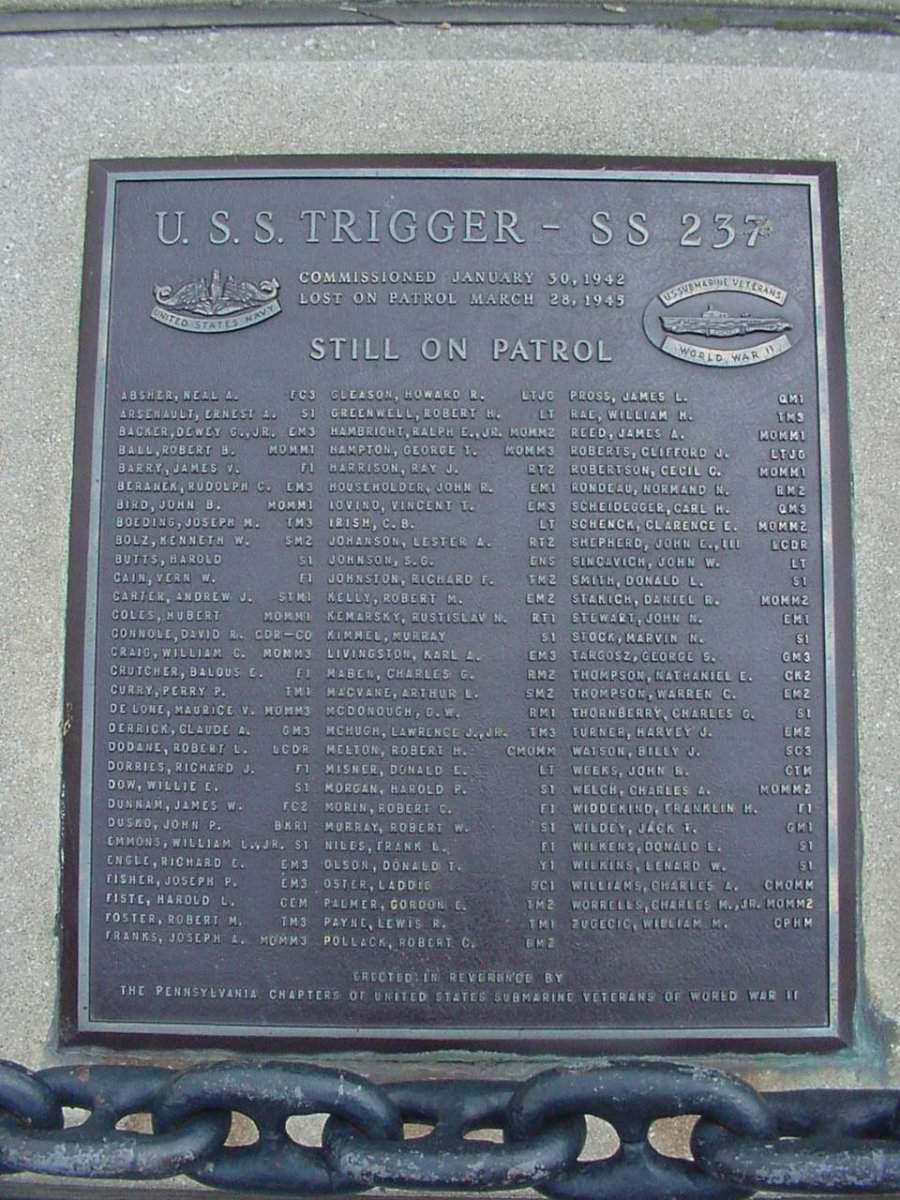 U. S. S. TRIGGER - SS 237
COMMISSIONED JANUARY 30, 1942
LOST ON PATROL MARCH 28, 1945
UNITED STATES NAVY
U.S. SUBMARINE VETERANS
WORLD WAR II
STILL ON PATROL
ABSHER, NEAL A. FC3
ARSENAULT, ERNEST A. S1
BACKER, DEWEY G., JR. EM3
BALL, ROBERT B. MOMM1
BARRY, JAMES V. F1
BERANEK, RUDOLPH C. EM3
BIRD, JOHN B. MOMM1
BOEDING, JOSEPH M. TM3
BOLZ, KENNETH W. SM2
BUTTS, HAROLD S1
CAIN, VERN W. F1
CARTER, ANDREW J. STM1
COLES, HUBERT MOMM1
CONNOLE, DAVID R. CDR-CO
CRAIG, WILLIAM C. MOMM3
CRUTCHER, BALOUS E. F1
CURRY, PERRY P. TM1
DE LONE, MAURICE V. MOMM3
DERRICK, CLAUDE A. GM3
DODANE, ROBERT L. LCDR
DORRIES, RICHARD J. F1
DOW, WILLIE E. S1
DUNHAM, JAMES W. FC2
DUSKO, JOHN P. BKR1
EMMONS, WILLIAM L., JR. S1
ENGLE, RICHARD E. EM3
FISHER, JOSEPH P. EM3
FISTE, HAROLD L. CEM
FOSTER, ROBERT M. TM3
FRANKS, JOSEPH A. MOMM3
GLEASON, HOWARD R. LTJG
GREENWELL, ROBERT H. LT
HAMBRIGHT, RALPH E., JR. MOMM2
HAMPTON, GEORGE T. MOMM3
HARRISON, RAY J. RT2
HOUSEHOLDER, JOHN R. EM1
IOVINO, VINCENT T. EM3
IRISH, C. B. LT
JOHANSON, LESTER A. RT2
JOHNSON, S.G. ENS
JOHNSTON, RICHARD F. TM2
KELLY, ROBERT M. EM2
KEMARSKY, RUSTISLAV N. RT1
KIMMEL, MURRAY S1
LIVINGSTON, KARL A. EM3
MABEN, CHARLES G. RM2
MACVANE, ARTHUR L. SM2
MCDONOUGH, G. W. RM1
MCHUGH, LAWRENCE J., JR. TM3
MELTON, ROBERT H. CMOMM
MISNER, DONALD E. LT
MORGAN, HAROLD P. S1
MORIN, ROBERT C. F1
MURRAY, ROBERT W. S1
NILES, FRANK L. F1
OLSON, DONALD T. Y1
OSTER, LADDIE SC1
PALMER, GORDON E. TM2
PAYNE, LEWIS R. TM1
POLLACK, ROBERT C. BM2
PROSS, JAMES L. QM1
RAE, WILLIAM H. TM3
REED, JAMES A. MOMM1
ROBERTS, CLIFFORD J. LTJG
ROBERTSON, CECIL C. MOMM1
RONDEAU, NORMAND N. RM2
SCHEIDEGGER, CARL H. QM3
SCHENCK, CLARENCE E. MOMM2
SHEPHERD, JOHN E., III LCDR
SINCAVICH, JOHN W. LT
SMITH, DONALD L. S1
STAKICH, DANIEL R. MOMM2
STEWART, JOHN N. EM1
STOCK, MARVIN N. S1
TARGOSZ, GEORGE S. GM3
THOMPSON, NATHANIEL E. CK2
THOMPSON, WARREN C. EM2
THORNBERRY, CHARLES G. S1
TURNER, HARVEY J. EM2
WATSON, BILLY J. SC3
WEEKS, JOHN R. CTM
WELCH, CHARLES A. MOMM2
WIDDEKIND, FRANKLIN H. F1
WILDEY, JACK T. GM1
WILKENS, DONALD L. S1
WILKINS, LENARD W. S1
WILLIAMS, CHARLES A. CMOMM
WORRELLS, CHARLES M., JR. MOMM2
ZUGECIC, WILLIAM M. CPHM
ERECTED IN REVERENCE BY
THE PENNSYLVANIA CHAPTERS OF UNITED STATES SUBMARINE VETERANS OF WORLD WAR II